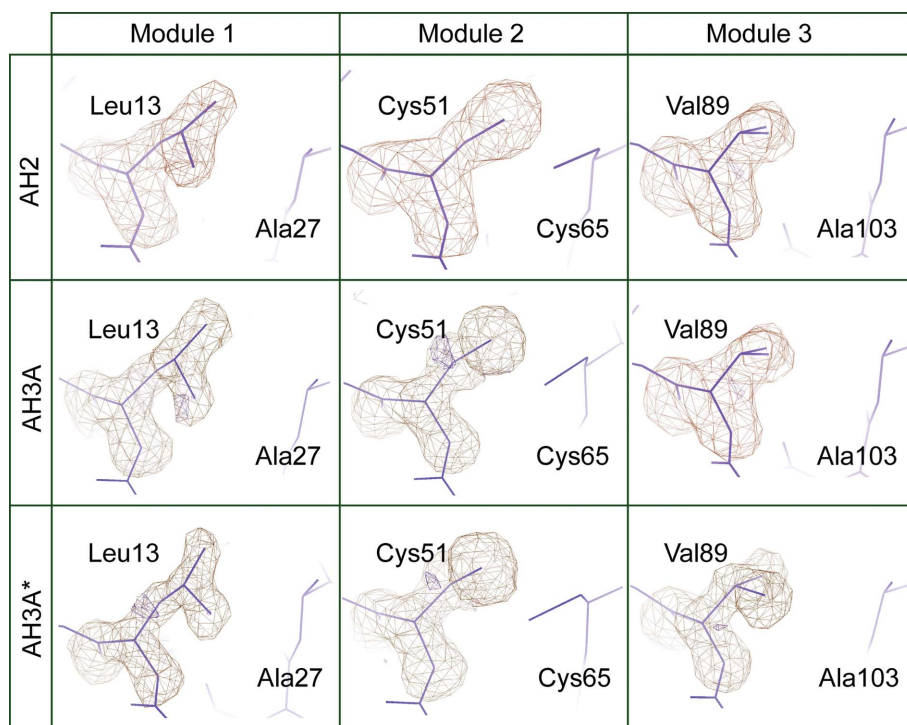 Module 1 Module 2 Module 3
AH2
Leu13 Cys51 Val89
Ala27 Cys65 Ala103
AH3A
Leu13 Cys51 Val89
Ala27 Cys65 Ala103
AH3A*
Leu13 Cys51 Val89
Ala27 Cys65 Ala103